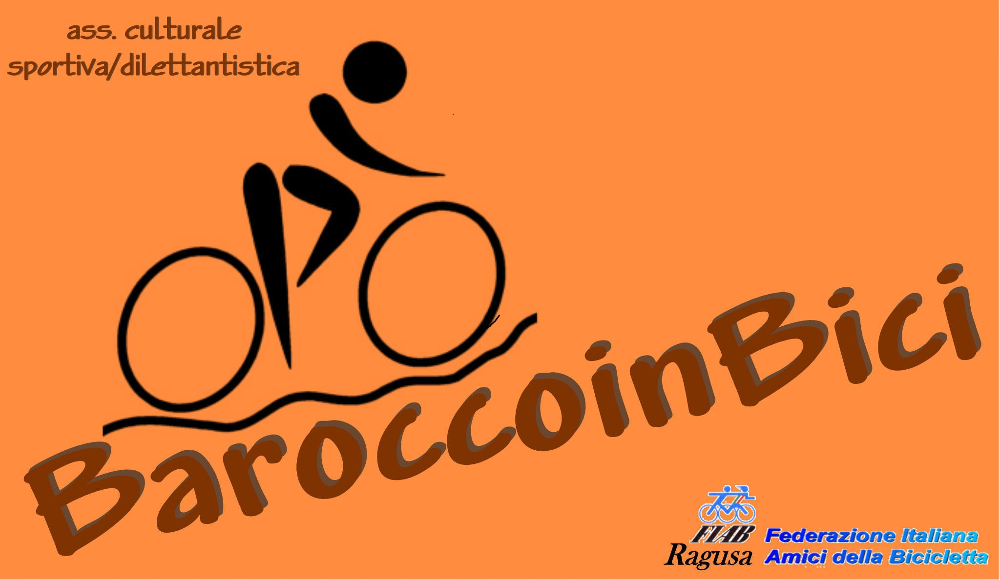 ass. culturale
sportiva/dilettantistica
BaroccoinBici
FIAB
Ragusa
Federazione Italiana
Amici della Bicicletta